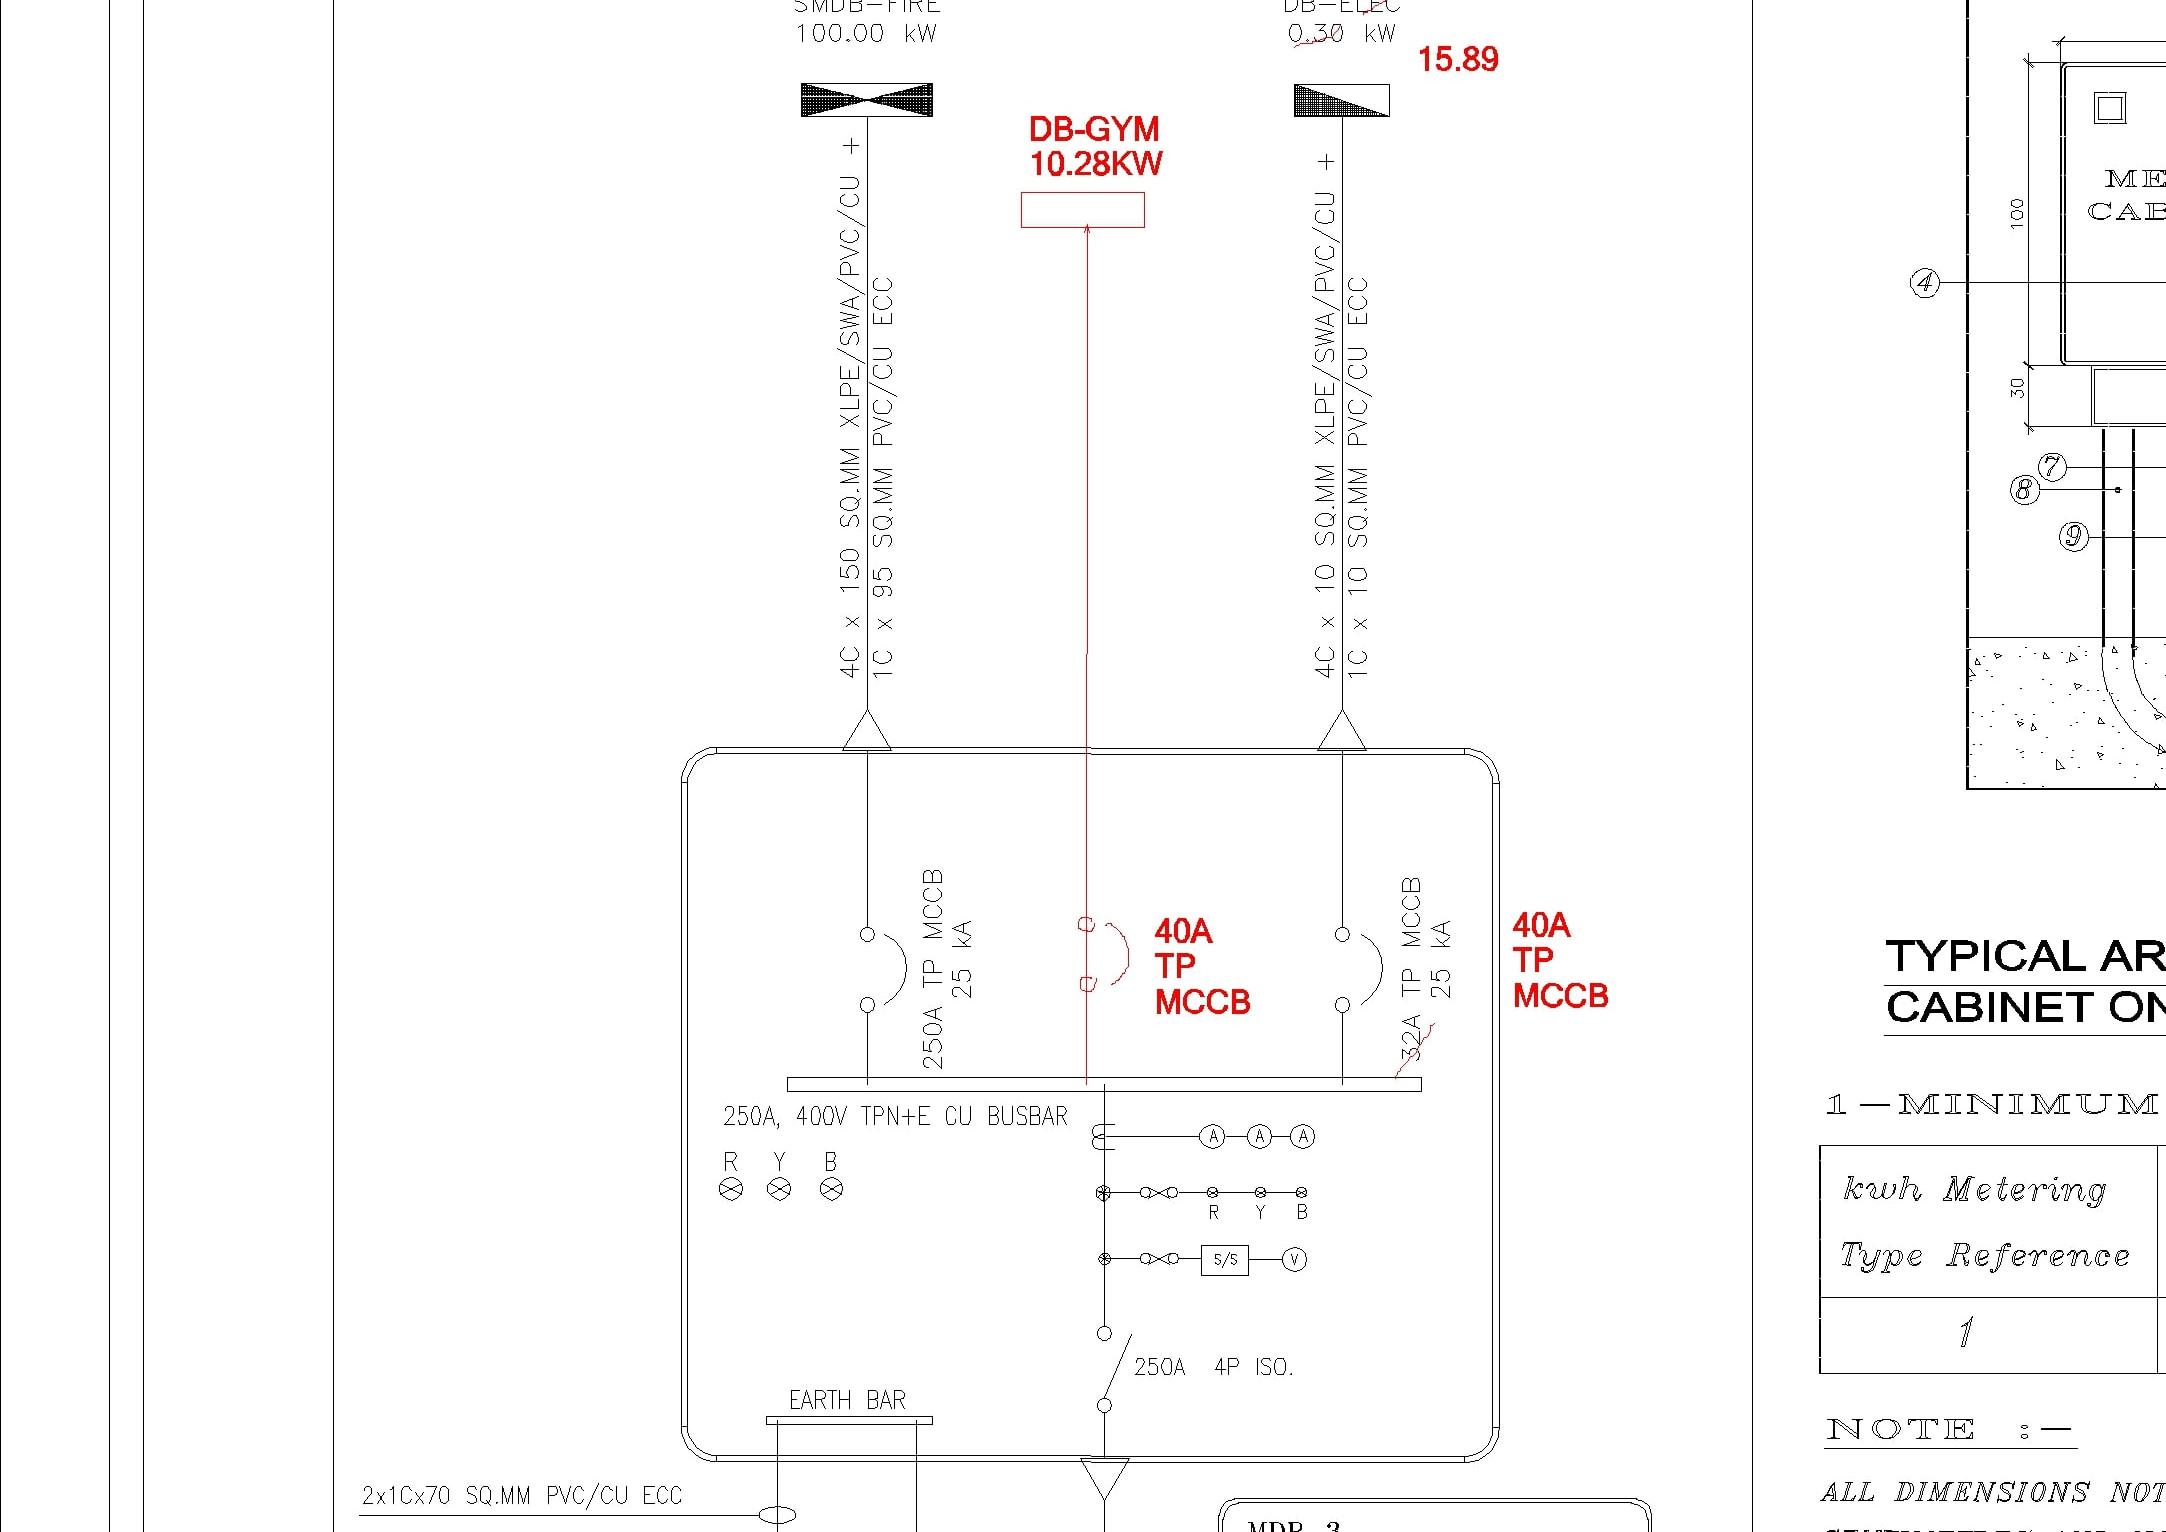 SMDB-FIRE
100.00 kW
DB-ELEC
0.30 kW
15.89
DB-GYM
10.28KW
4C x 150 SQ.MM XLPE/SWA/PVC/CU +
1C x 95 SQ.MM PVC/CU ECC
4C x 10 SQ.MM XLPE/SWA/PVC/CU +
1C x 10 SQ.MM PVC/CU ECC
250A TP MCCB
25 kA
40A
TP
MCCB
32A TP MCCB
25 kA
40A
TP
MCCB
250A, 400V TPN+E CU BUSBAR
R Y B
A A A
R Y B
S/S V
250A 4P ISO.
EARTH BAR
2x1Cx70 SQ.MM PVC/CU ECC
MDB 3
100
30
4
7
8
9
ME
CAB
TYPICAL AR
CABINET ON
1-MINIMUM
kwh Metering
Type Reference
1
NOTE :-
ALL DIMENSIONS NOT